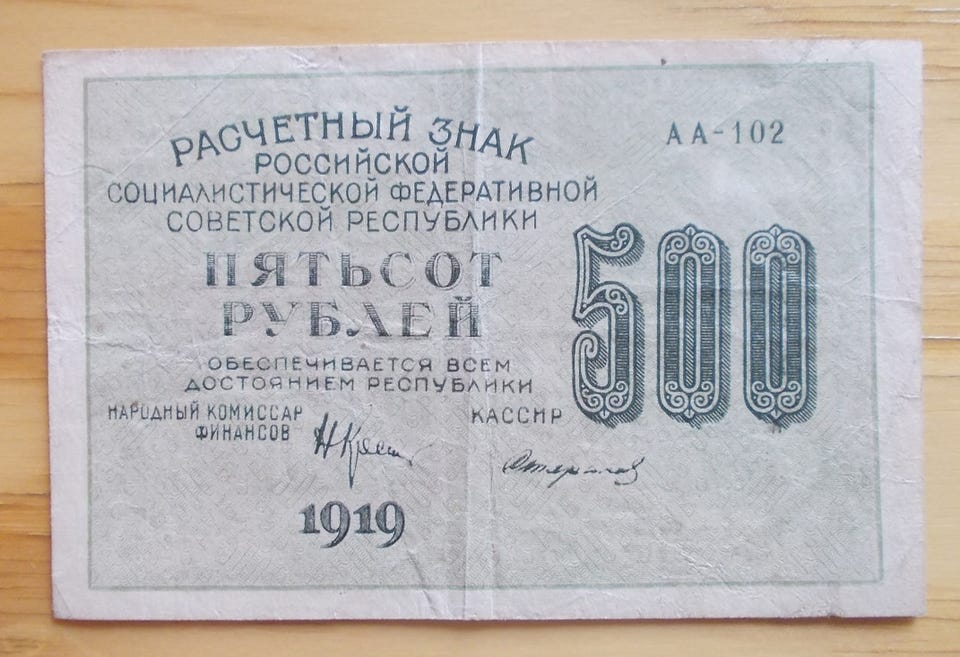 РАСЧЕТНЫЙ ЗНАК
РОССИЙСКОЙ
СОЦИАЛИСТИЧЕСКОЙ ФЕДЕРАТИВНОЙ
СОВЕТСКОЙ РЕСПУБЛИКИ
АА-102
ПЯТЬСОТ
РУБЛЕЙ
500
ОБЕСПЕЧИВАЕТСЯ ВСЕМ
ДОСТОЯНИЕМ РЕСПУБЛИКИ
НАРОДНЫЙ КОМИССАР
ФИНАНСОВ
КАССИР
1919